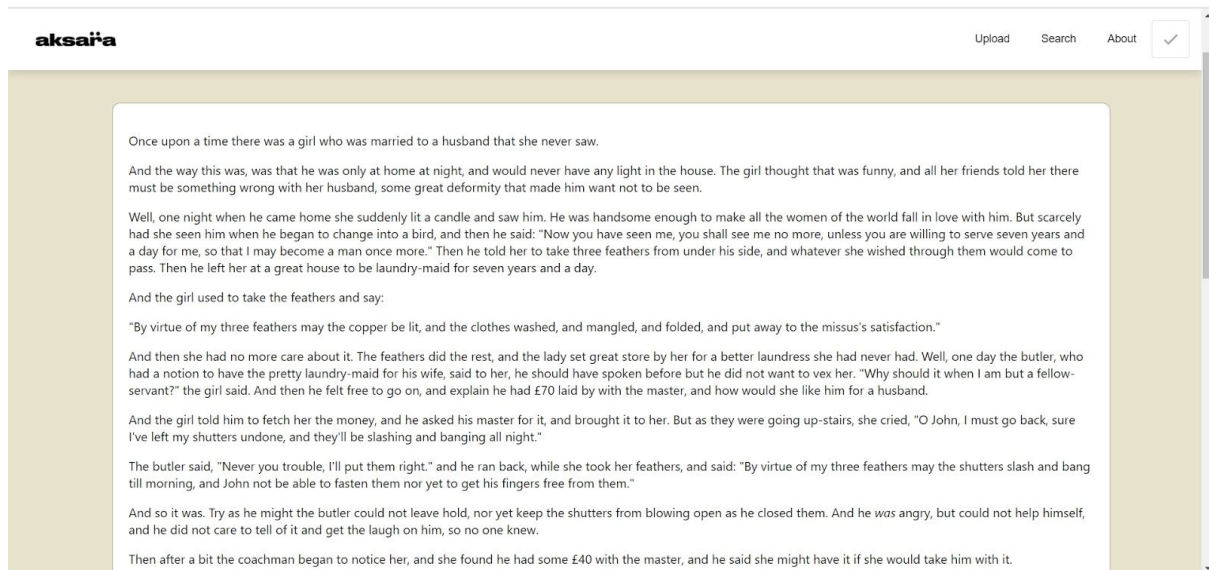 aksara
Upload Search About
Once upon a time there was a girl who was married to a husband that she never saw.
And the way this was, was that he was only at home at night, and would never have any light in the house. The girl thought that was funny, and all her friends told her there
must be something wrong with her husband, some great deformity that made him want not to be seen.
Well, one night when he came home she suddenly lit a candle and saw him. He was handsome enough to make all the women of the world fall in love with him. But scarcely
had she seen him when he began to change into a bird, and then he said: "Now you have seen me, you shall see me no more, unless you are willing to serve seven years and
a day for me, so that I may become a man once more." Then he told her to take three feathers from under his side, and whatever she wished through them would come to
pass. Then he left her at a great house to be laundry-maid for seven years and a day.
And the girl used to take the feathers and say:
"By virtue of my three feathers may the copper be lit, and the clothes washed, and mangled, and folded, and put away to the missus's satisfaction."
And then she had no more care about it. The feathers did the rest, and the lady set great store by her for a better laundress she had never had. Well, one day the butler, who
had a notion to have the pretty laundry-maid for his wife, said to her, he should have spoken before but he did not want to vex her. "Why should it when I am but a fellow-
servant?" the girl said. And then he felt free to go on, and explain he had £70 laid by with the master, and how would she like him for a husband.
And the girl told him to fetch her the money, and he asked his master for it, and brought it to her. But as they were going up-stairs, she cried, "O John, I must go back, sure
I've left my shutters undone, and they'll be slashing and banging all night."
The butler said, "Never you trouble, I'll put them right." and he ran back, while she took her feathers, and said: "By virtue of my three feathers may the shutters slash and bang
till morning, and John not be able to fasten them nor yet to get his fingers free from them."
And so it was. Try as he might the butler could not leave hold, nor yet keep the shutters from blowing open as he closed them. And he was angry, but could not help himself,
and he did not care to tell of it and get the laugh on him, so no one knew.
Then after a bit the coachman began to notice her, and she found he had some £40 with the master, and he said she might have it if she would take him with it.